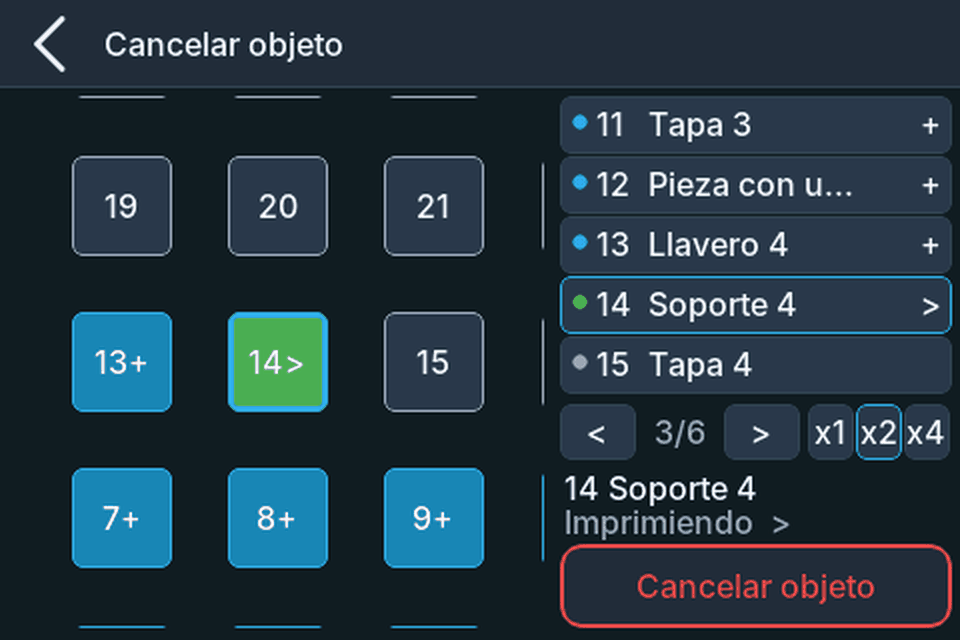 Cancelar objeto
19 20 21
13+ 14> 15
7+ 8+ 9+
11 Tapa 3 +
12 Pieza con u... +
13 Llavero 4 +
14 Soporte 4 >
15 Tapa 4
< 3/6 > x1 x2 x4
14 Soporte 4
Imprimiendo >
Cancelar objeto